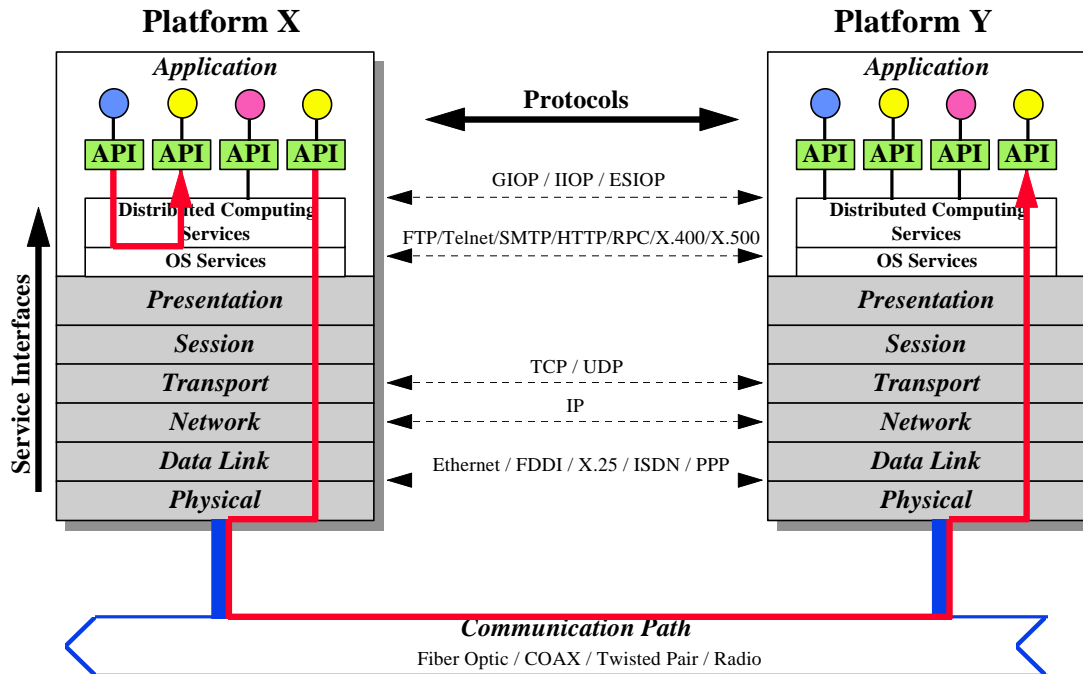 Platform X
Platform Y
Application
API
API
API
API
Distributed Computing
Services
OS Services
Presentation
Session
Transport
Network
Data Link
Physical
Service Interfaces
Protocols
GIOP / IIOP / ESIOP
FTP/Telnet/SMTP/HTTP/RPC/X.400/X.500
TCP / UDP
IP
Ethernet / FDDI / X.25 / ISDN / PPP
Application
API
API
API
API
Distributed Computing
Services
OS Services
Presentation
Session
Transport
Network
Data Link
Physical
Communication Path
Fiber Optic / COAX / Twisted Pair / Radio